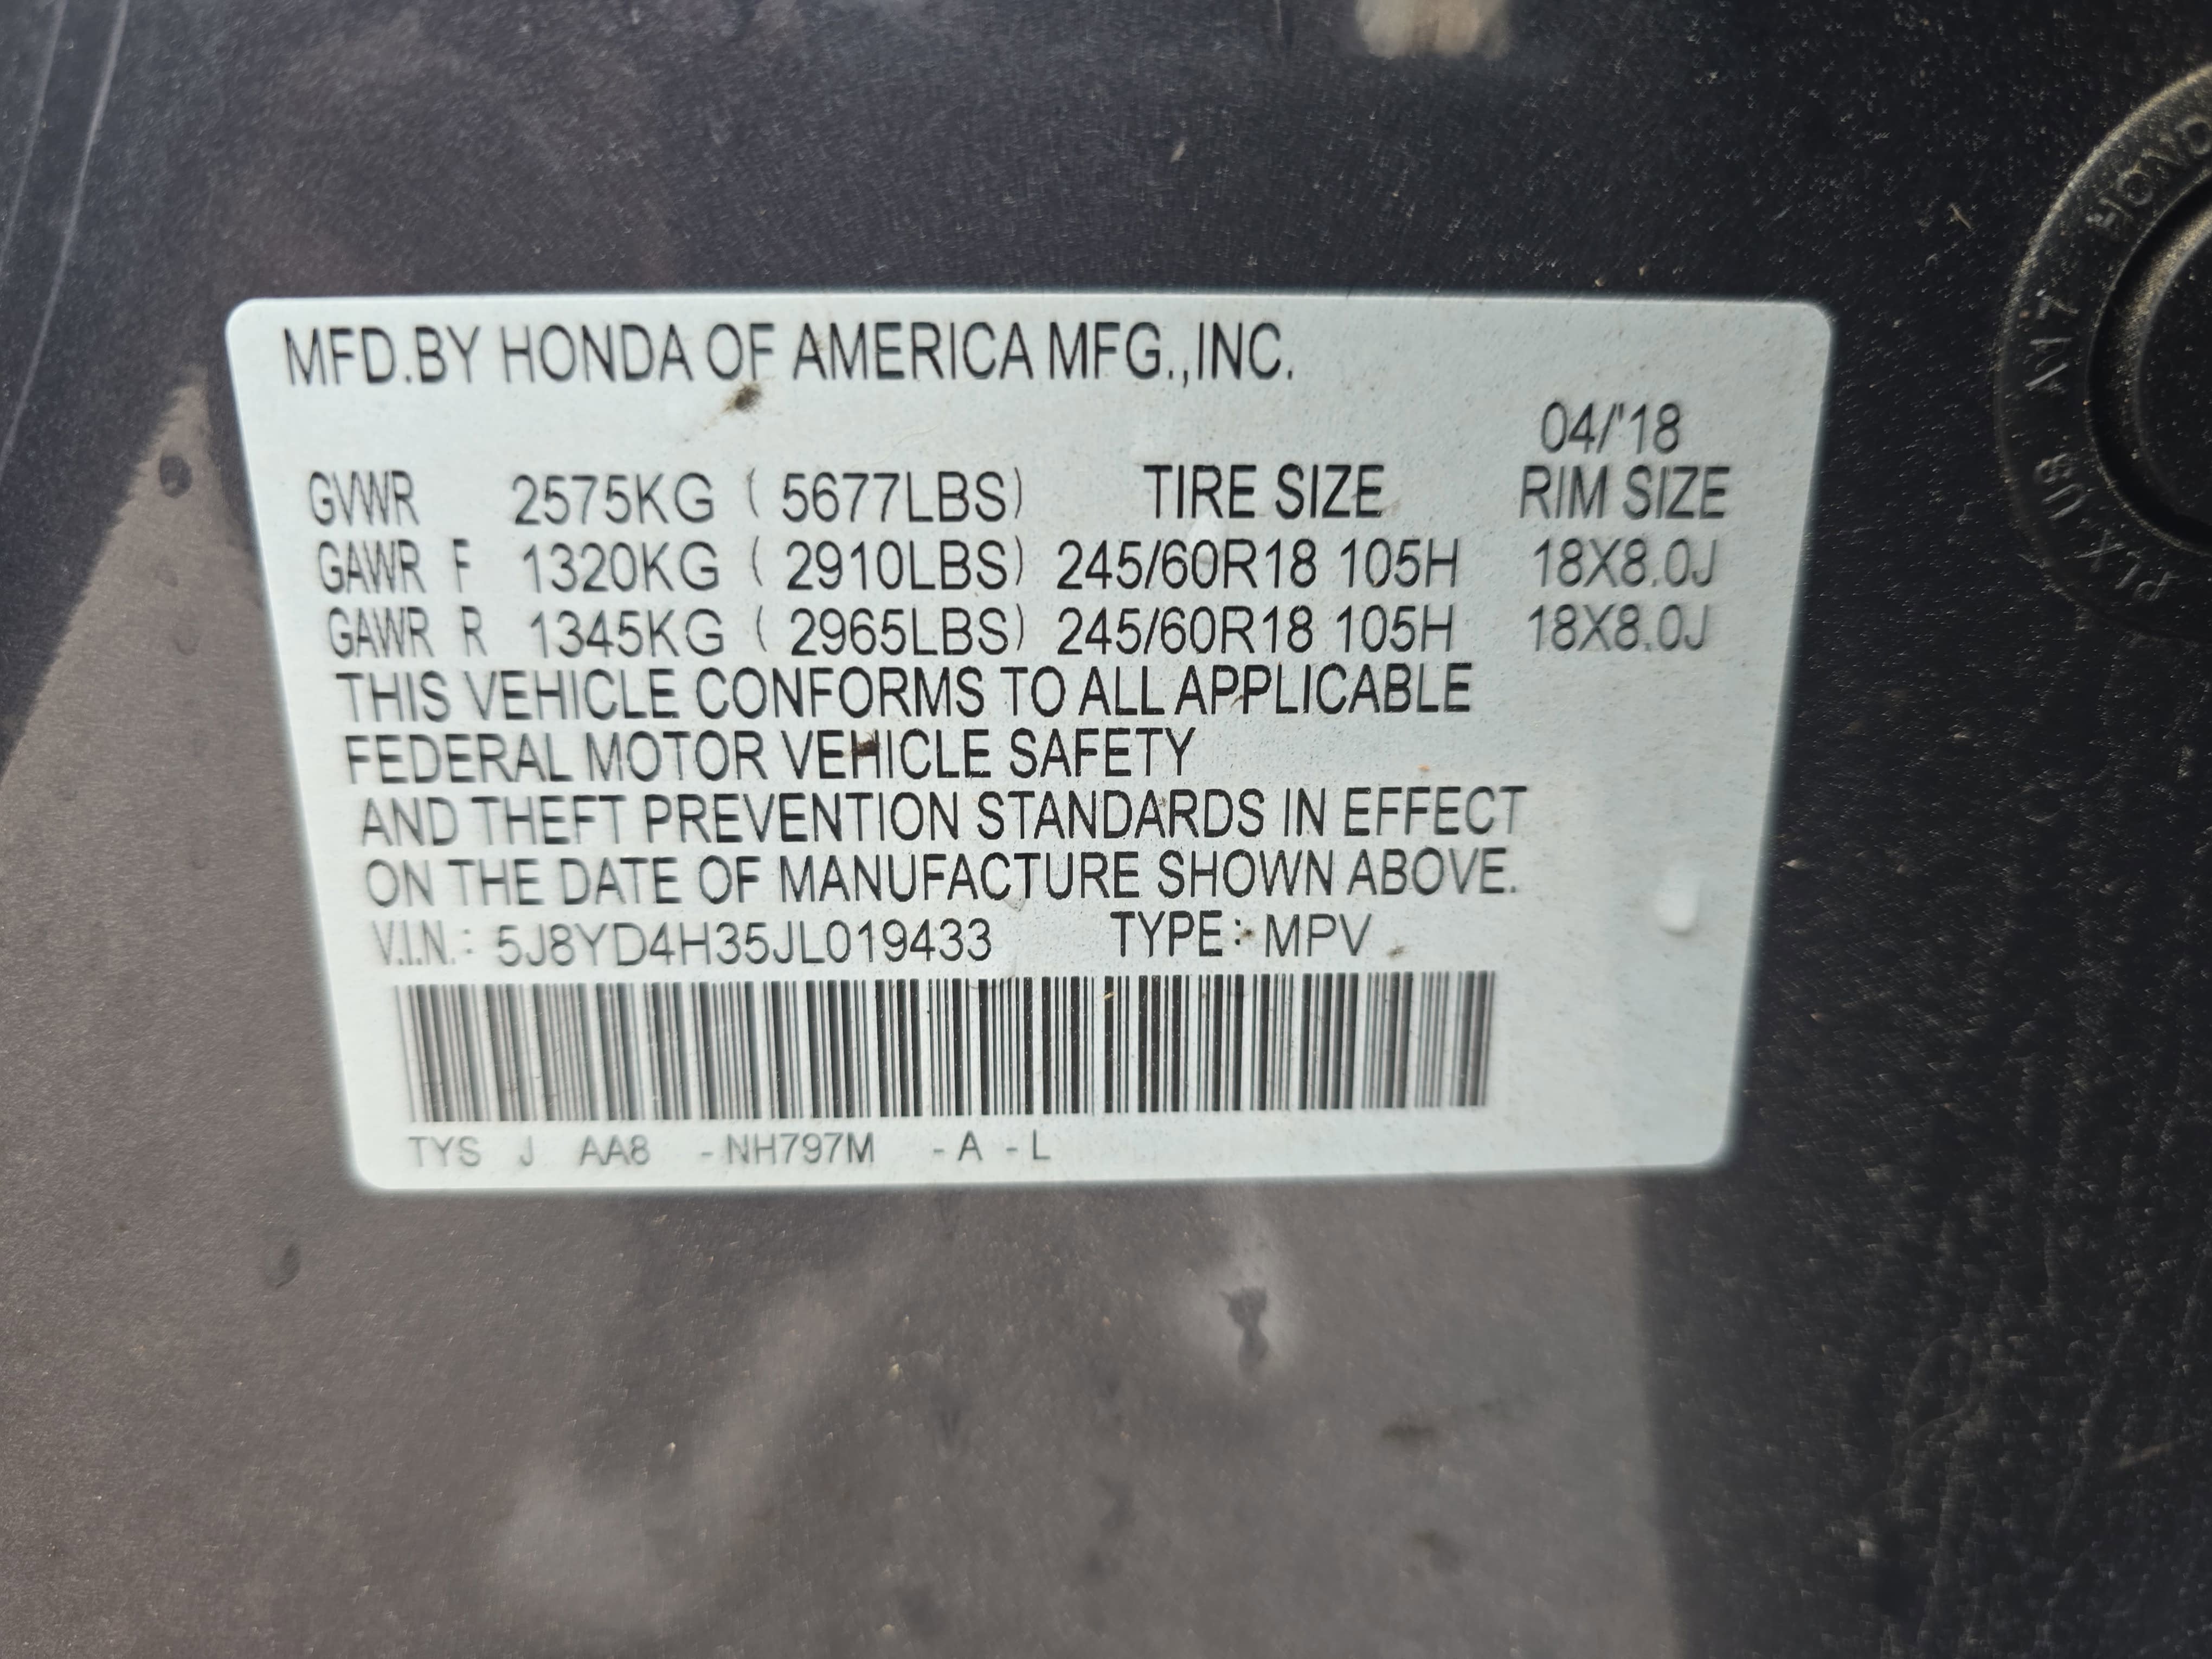 MFD.BY HONDA OF AMERICA MFG.,INC.
04/'18
GVWR 2575KG ( 5677LBS) TIRE SIZE RIM SIZE
GAWR F 1320KG ( 2910LBS) 245/60R18 105H 18X8.0J
GAWR R 1345KG ( 2965LBS) 245/60R18 105H 18X8.0J
THIS VEHICLE CONFORMS TO ALL APPLICABLE
FEDERAL MOTOR VEHICLE SAFETY
AND THEFT PREVENTION STANDARDS IN EFFECT
ON THE DATE OF MANUFACTURE SHOWN ABOVE.
V.I.N.: 5J8YD4H35JL019433 TYPE: MPV
TYS J AA8 -NH797M -A -L
HOND